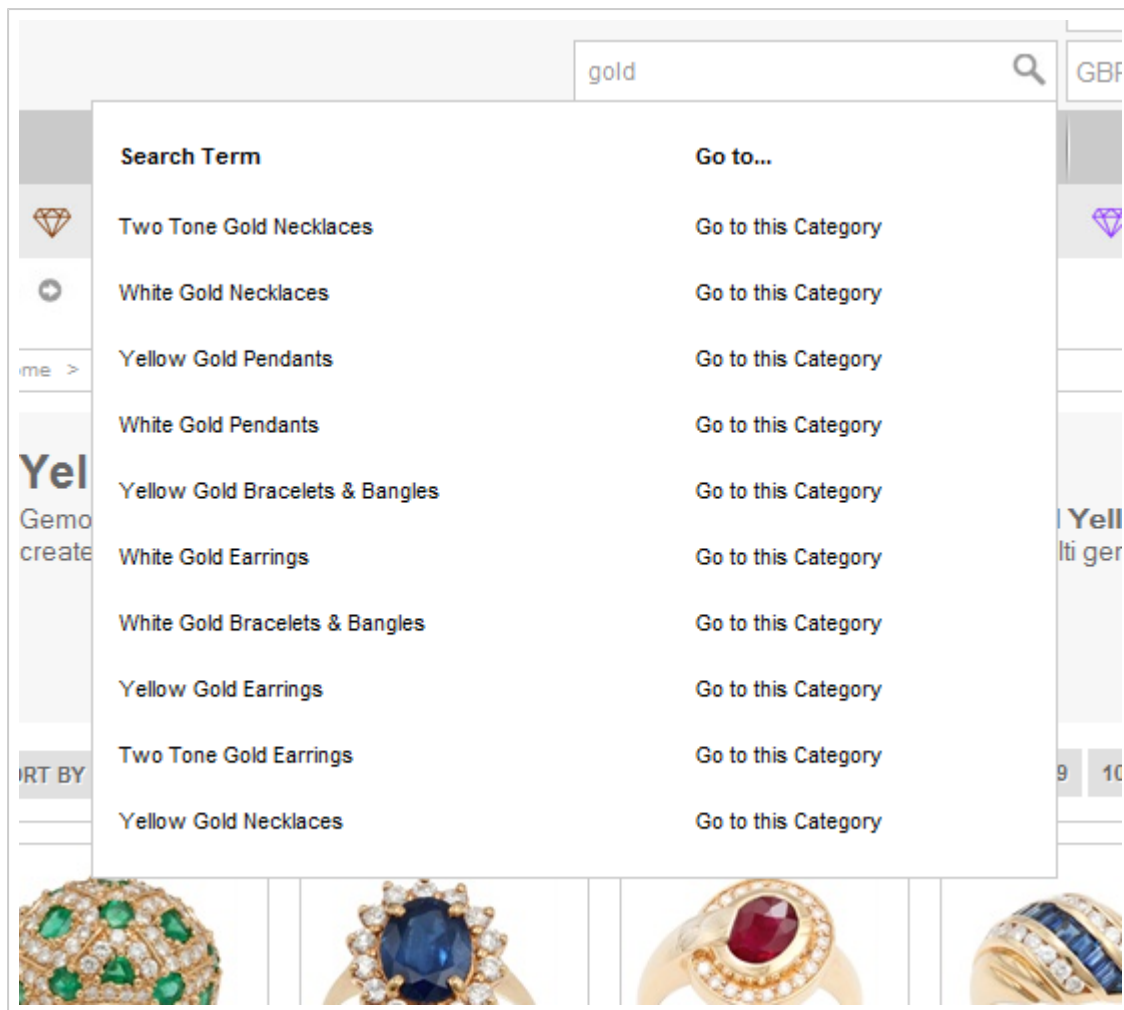 gold
GBP
Search Term Go to...
Two Tone Gold Necklaces Go to this Category
White Gold Necklaces Go to this Category
Yellow Gold Pendants Go to this Category
White Gold Pendants Go to this Category
Yellow Gold Bracelets & Bangles Go to this Category
White Gold Earrings Go to this Category
White Gold Bracelets & Bangles Go to this Category
Yellow Gold Earrings Go to this Category
Two Tone Gold Earrings Go to this Category
Yellow Gold Necklaces Go to this Category
ome >
Yel
Gemo Yell
create lti ger
ORT BY 9 10